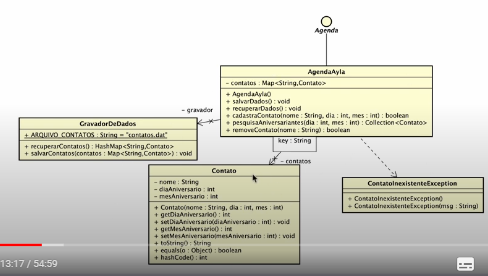 Agenda
AgendaAyla
- contatos : Map<String,Contato>
+ AgendaAyla()
+ salvarDados() : void
+ recuperarDados() : void
+ cadastraContato(nome : String, dia : int, mes : int) : boolean
+ pesquisaAniversariantes(dia : int, mes : int) : Collection<Contato>
+ removeContato(nome : String) : boolean
- gravador
key : String
GravadorDeDados
+ ARQUIVO_CONTATOS : String = "contatos.dat"
+ recuperarContatos() : HashMap<String,Contato>
+ salvarContatos(contatos : Map<String,Contato>) : void
- contatos
Contato
- nome : String
- diaAniversario : int
- mesAniversario : int
+ Contato(nome : String, dia : int, mes : int)
+ getDiaAniversario() : int
+ setDiaAniversario(diaAniversario : int) : void
+ getMesAniversario() : int
+ setMesAniversario(mesAniversario : int) : void
+ toString() : String
+ equals(o : Object) : boolean
+ hashCode() : int
ContatoInexistenteException
+ ContatoInexistenteException()
+ ContatoInexistenteException(msg : String)
13:17 / 54:59